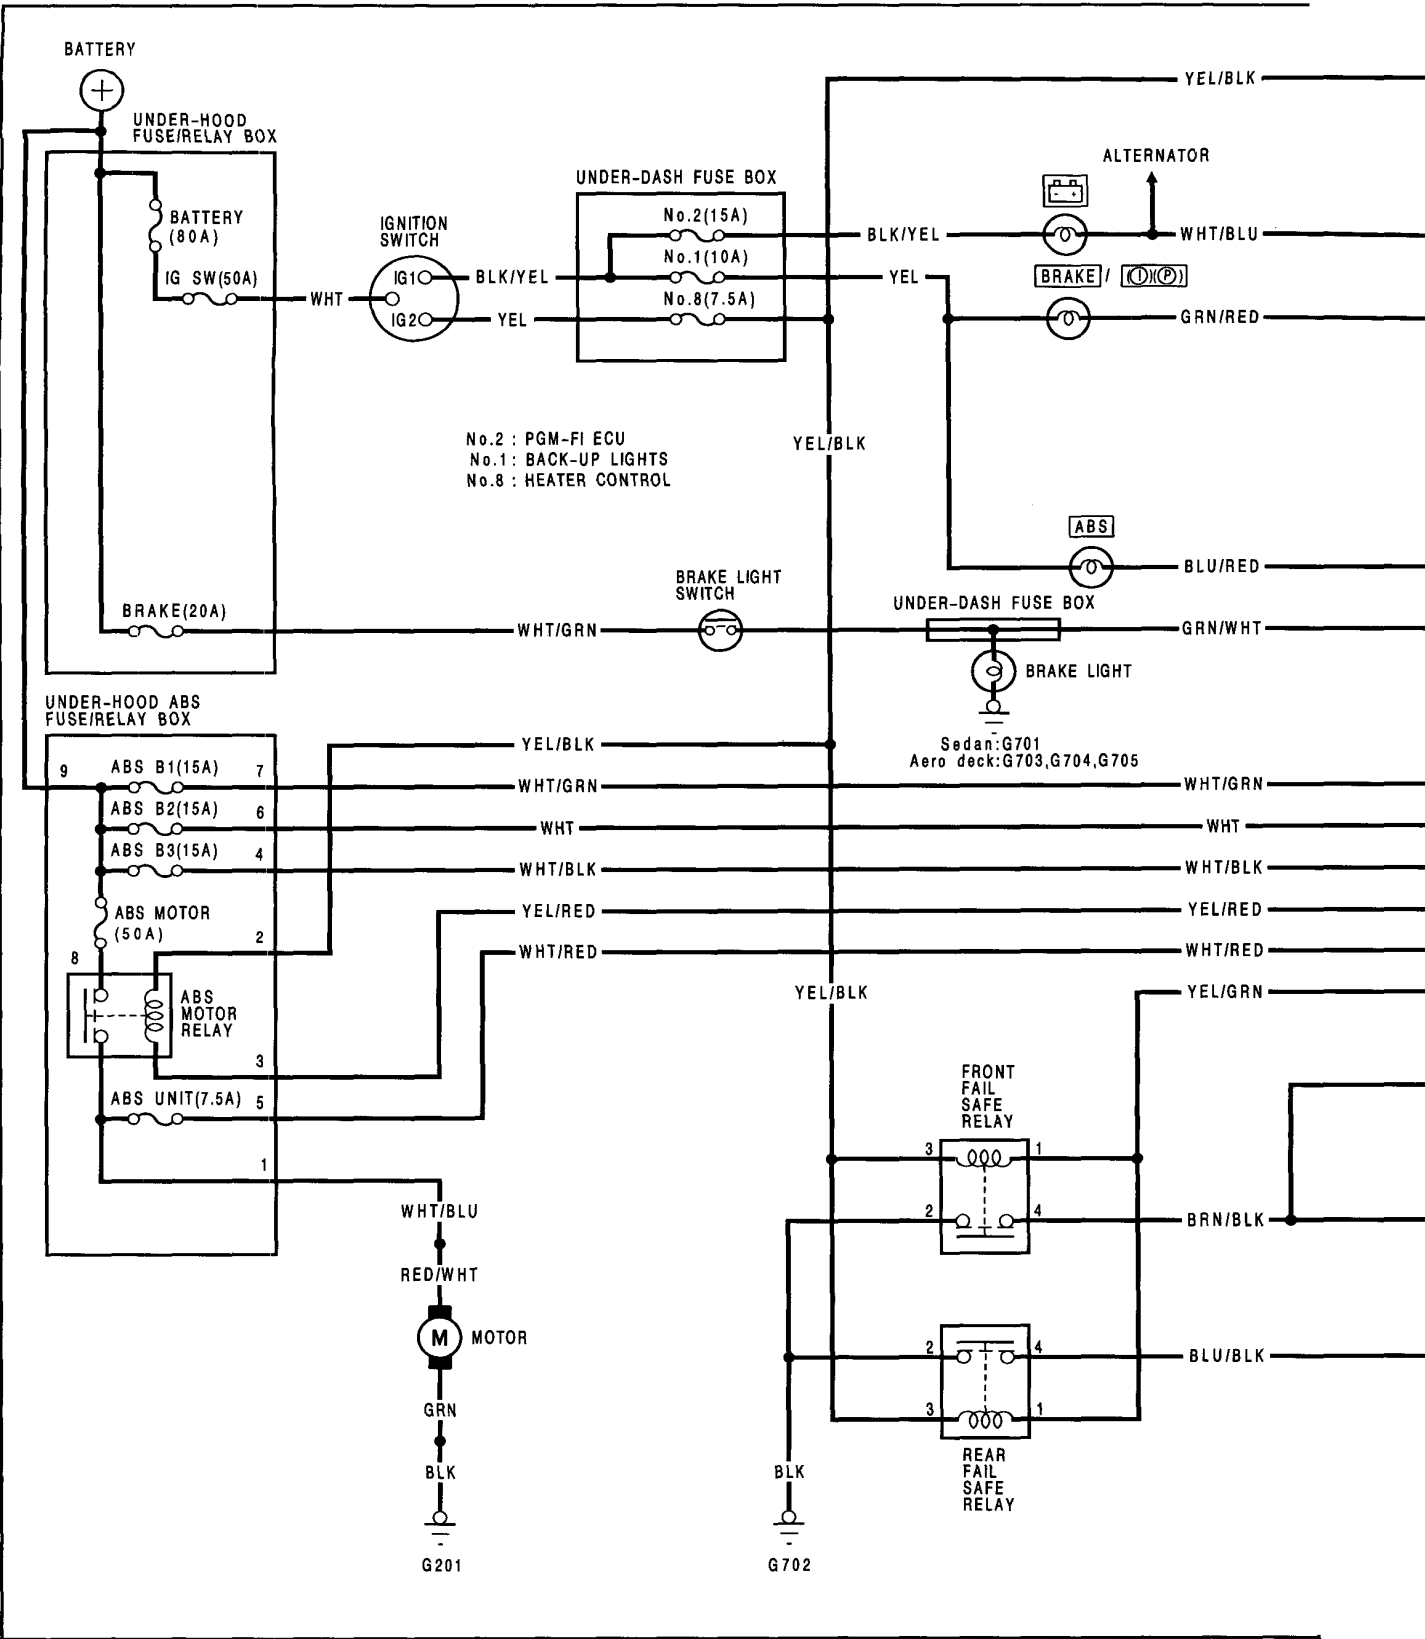 BATTERY
+
UNDER-HOOD
FUSE/RELAY BOX
BATTERY
(80A)
IG SW(50A)
WHT
IGNITION
SWITCH
IG1
IG2
BLK/YEL
YEL
UNDER-DASH FUSE BOX
No.2(15A)
No.1(10A)
No.8(7.5A)
YEL/BLK
ALTERNATOR
- +
BLK/YEL
WHT/BLU
BRAKE / (!)(P)
YEL
GRN/RED
No.2 : PGM-FI ECU
No.1 : BACK-UP LIGHTS
No.8 : HEATER CONTROL
YEL/BLK
ABS
BLU/RED
BRAKE(20A)
WHT/GRN
BRAKE LIGHT
SWITCH
UNDER-DASH FUSE BOX
GRN/WHT
BRAKE LIGHT
Sedan:G701
Aero deck:G703,G704,G705
UNDER-HOOD ABS
FUSE/RELAY BOX
YEL/BLK
9
ABS B1(15A)
7
WHT/GRN
WHT/GRN
ABS B2(15A)
6
WHT
WHT
ABS B3(15A)
4
WHT/BLK
WHT/BLK
ABS MOTOR
(50A)
YEL/RED
YEL/RED
2
WHT/RED
WHT/RED
8
ABS
MOTOR
RELAY
YEL/BLK
YEL/GRN
3
ABS UNIT(7.5A)
5
1
FRONT
FAIL
SAFE
RELAY
3
1
2
4
BRN/BLK
WHT/BLU
RED/WHT
M
MOTOR
GRN
BLK
G201
2
4
BLU/BLK
3
1
REAR
FAIL
SAFE
RELAY
BLK
G702